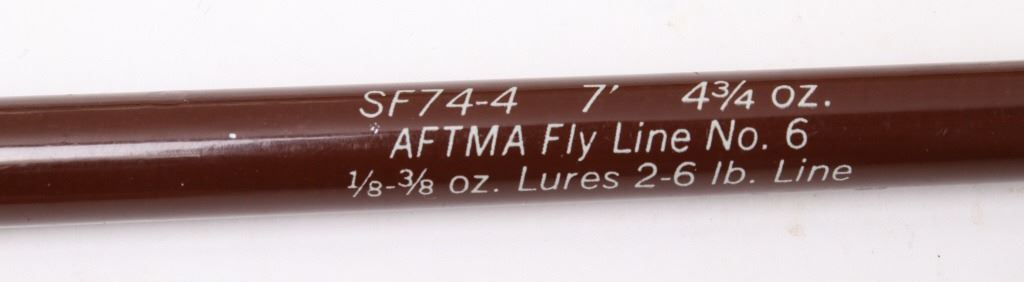 SF74-4 7' 4¾ oz.
AFTMA Fly Line No. 6
⅛-⅜ oz. Lures 2-6 lb. Line